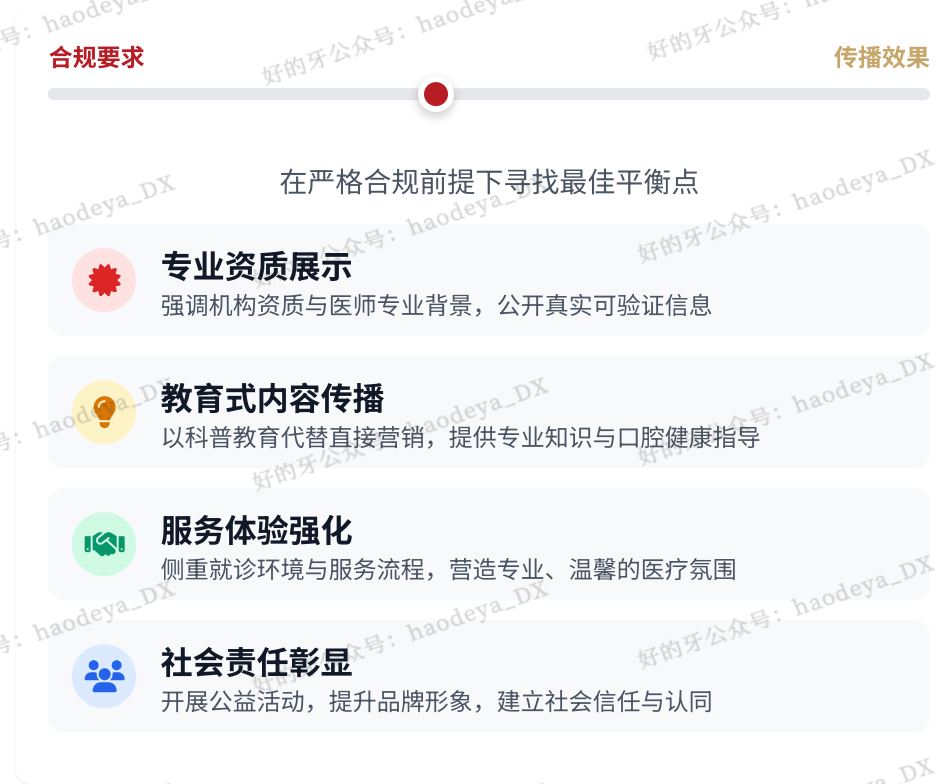 合规要求
传播效果
在严格合规前提下寻找最佳平衡点
专业资质展示
强调机构资质与医师专业背景，公开真实可验证信息
教育式内容传播
以科普教育代替直接营销，提供专业知识与口腔健康指导
服务体验强化
侧重就诊环境与服务流程，营造专业、温馨的医疗氛围
社会责任彰显
开展公益活动，提升品牌形象，建立社会信任与认同
好的牙公众号：haodeya_DX